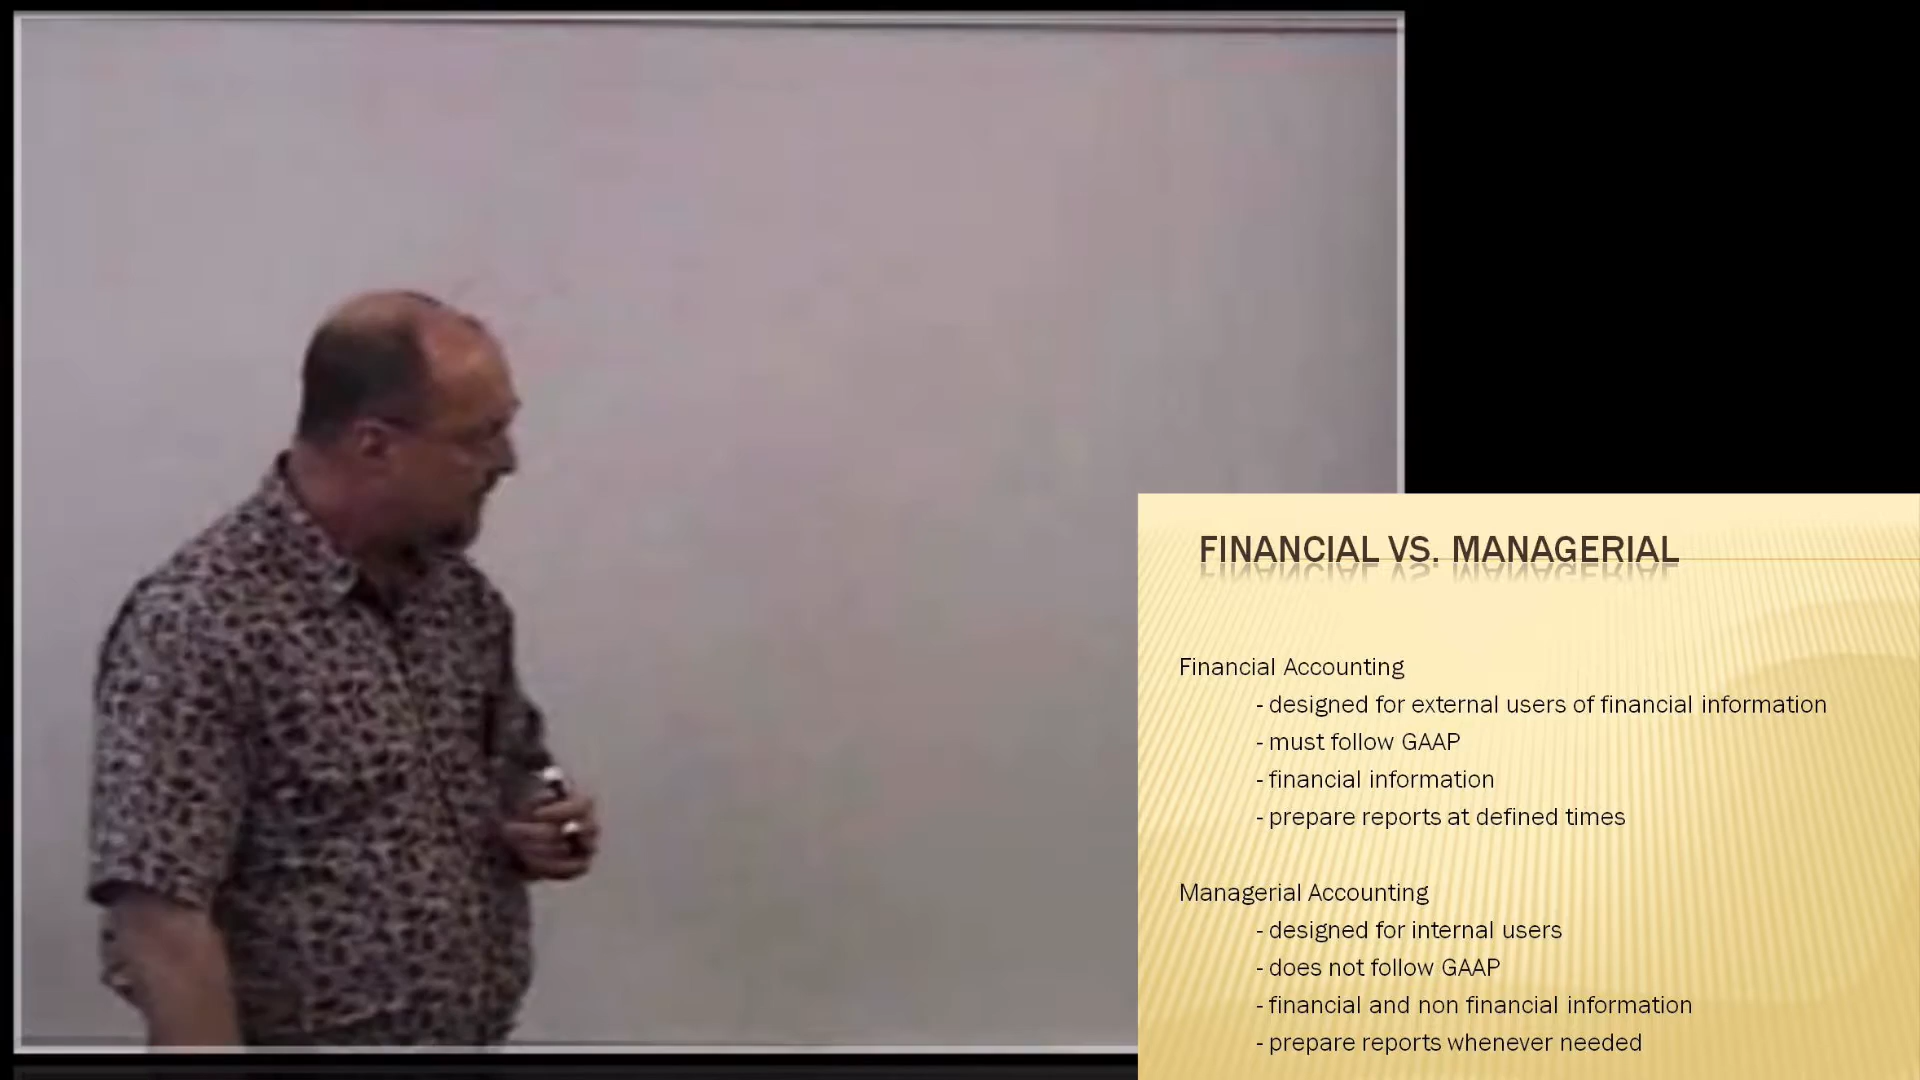 FINANCIAL VS. MANAGERIAL
Financial Accounting
- designed for external users of financial information
- must follow GAAP
- financial information
- prepare reports at defined times
Managerial Accounting
- designed for internal users
- does not follow GAAP
- financial and non financial information
- prepare reports whenever needed